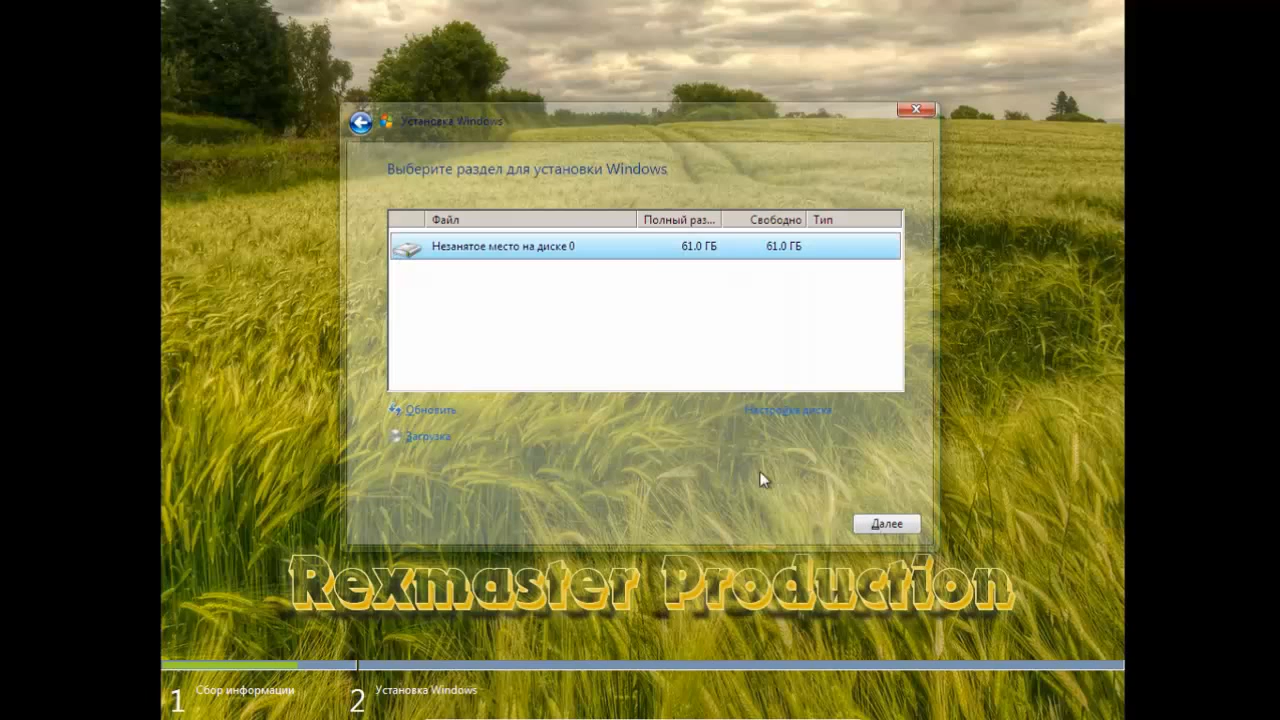 Установка Windows
Выберите раздел для установки Windows
Файл Полный раз... Свободно Тип
Незанятое место на диске 0 61.0 ГБ 61.0 ГБ
Обновить Настройка диска
Загрузка
Далее
Rexmaster Production
1 Сбор информации 2 Установка Windows